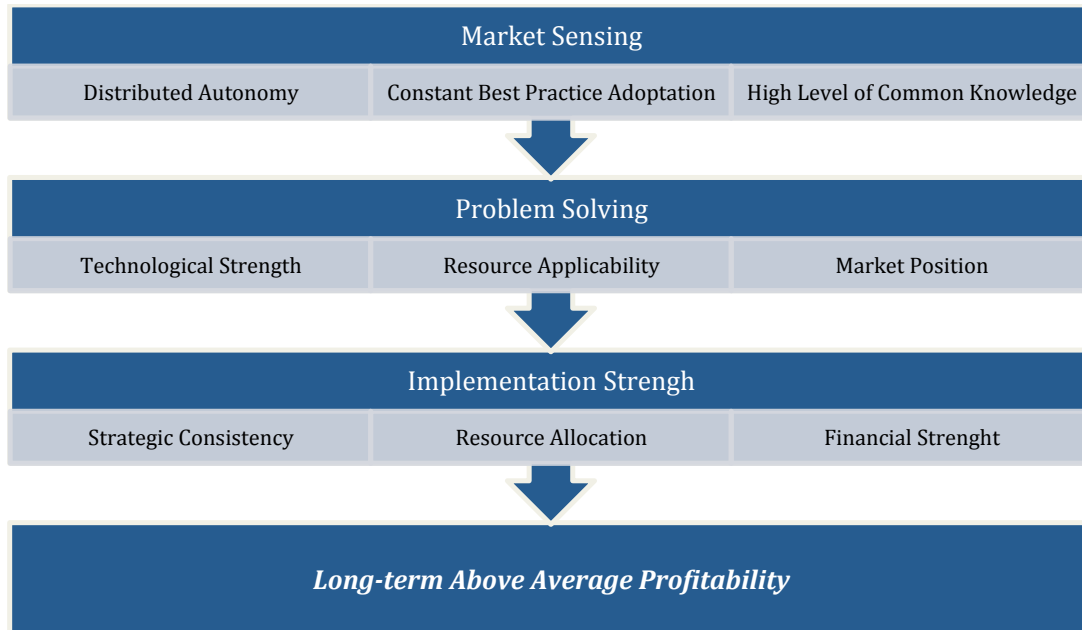 Market Sensing
Distributed Autonomy
Constant Best Practice Adoptation
High Level of Common Knowledge
Problem Solving
Technological Strength
Resource Applicability
Market Position
Implementation Strengh
Strategic Consistency
Resource Allocation
Financial Strenght
Long-term Above Average Profitability